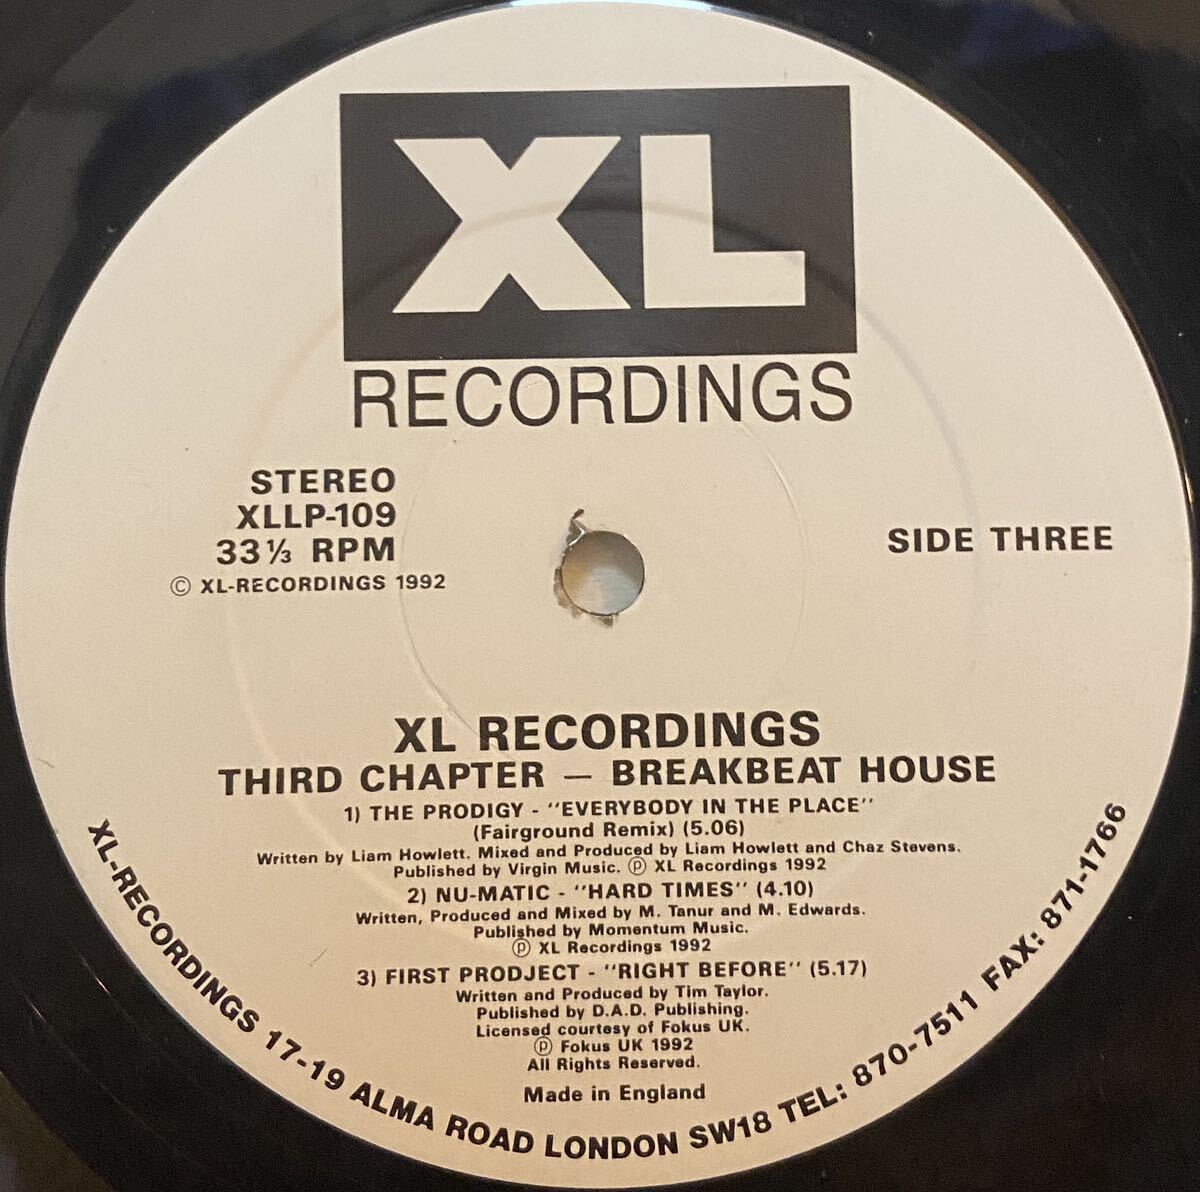 XL
RECORDINGS
STEREO
XLLP-109
33⅓ RPM
© XL-RECORDINGS 1992
SIDE THREE
XL RECORDINGS
THIRD CHAPTER — BREAKBEAT HOUSE
1) THE PRODIGY - "EVERYBODY IN THE PLACE"
(Fairground Remix) (5.06)
Written by Liam Howlett. Mixed and Produced by Liam Howlett and Chaz Stevens.
Published by Virgin Music. ℗ XL Recordings 1992
2) NU-MATIC - "HARD TIMES" (4.10)
Written, Produced and Mixed by M. Tanur and M. Edwards.
Published by Momentum Music.
℗ XL Recordings 1992
3) FIRST PRODJECT - "RIGHT BEFORE" (5.17)
Written and Produced by Tim Taylor.
Published by D.A.D. Publishing.
Licensed courtesy of Fokus UK.
℗ Fokus UK 1992
All Rights Reserved.
Made in England
XL-RECORDINGS 17-19 ALMA ROAD LONDON SW18 TEL: 870-7511 FAX: 871-1766